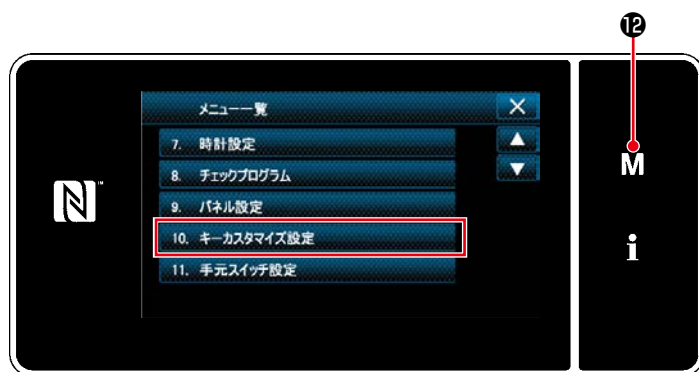 ⓬
メニュー一覧
7. 時計設定
8. チェックプログラム
9. パネル設定
10. キーカスタマイズ設定
11. 手元スイッチ設定
N™
M
i